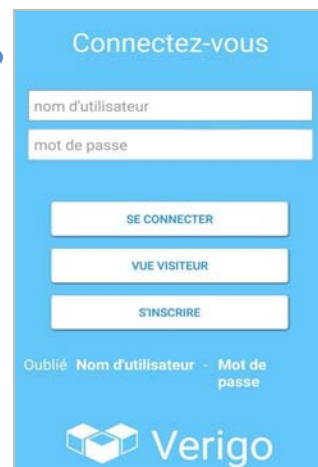 Connectez-vous
nom d'utilisateur
mot de passe
SE CONNECTER
VUE VISITEUR
S'INSCRIRE
Oublié Nom d'utilisateur - Mot de
passe
Verigo